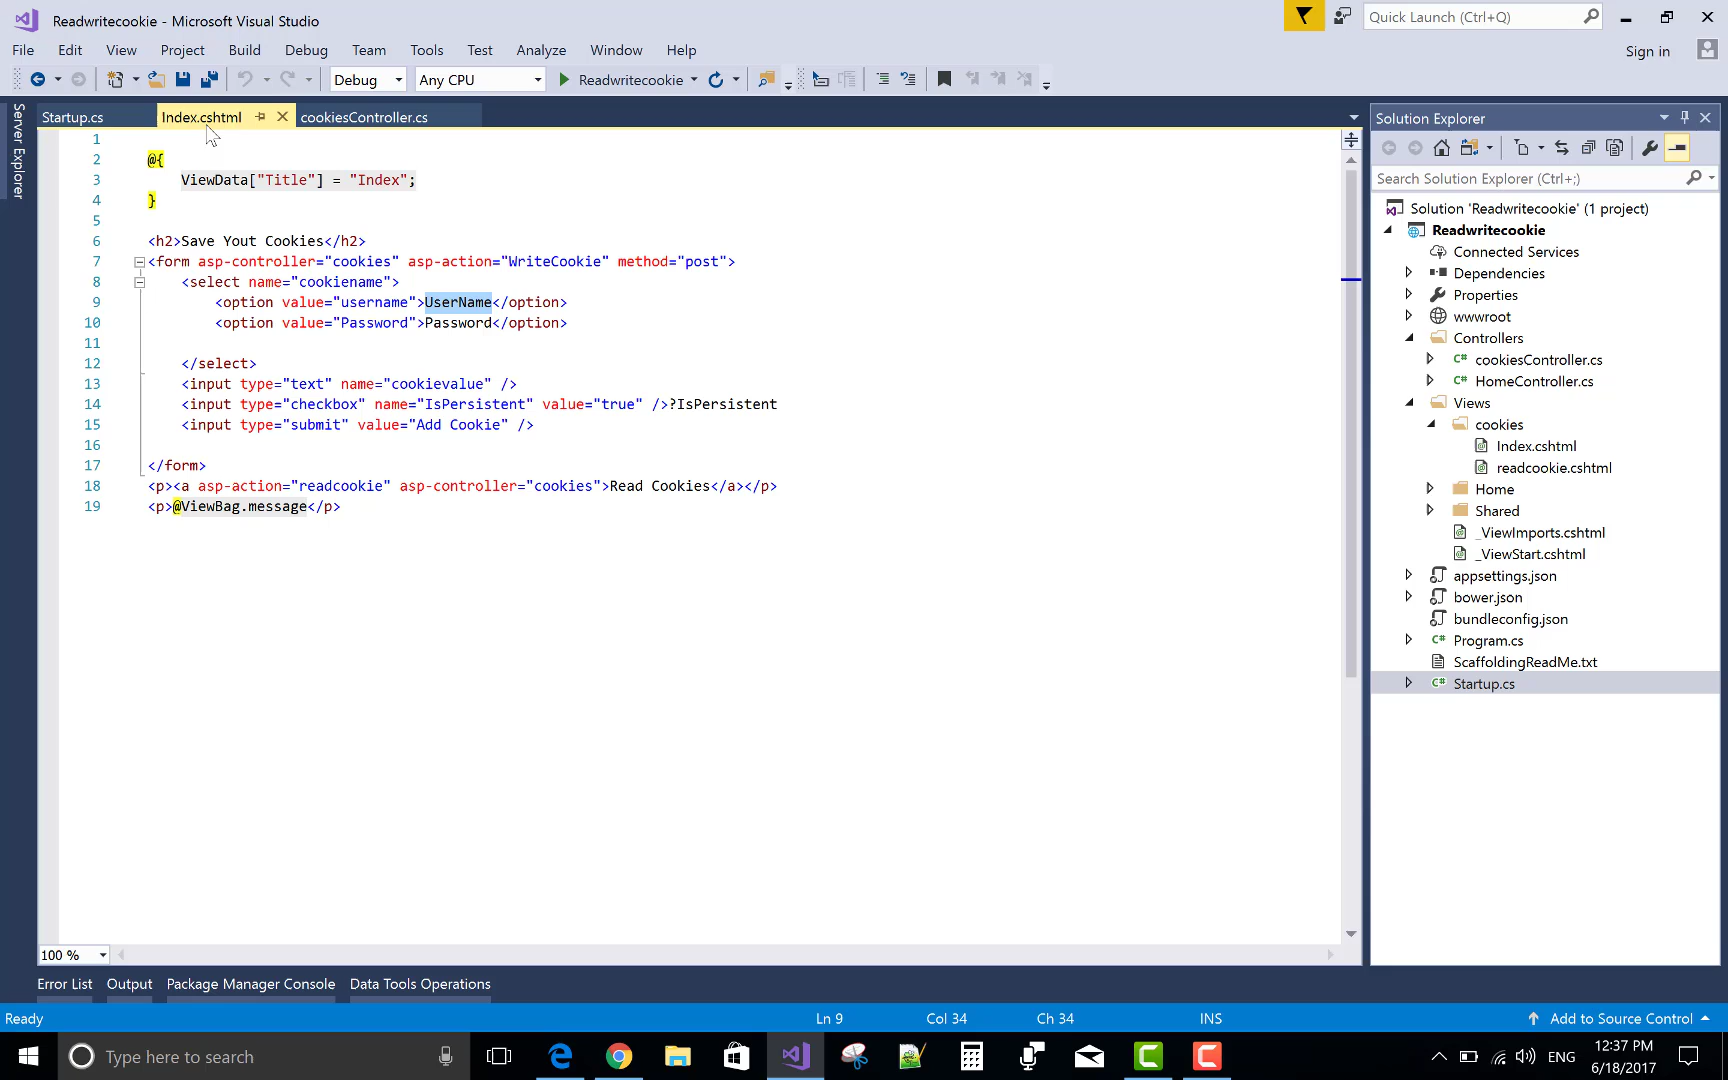 Readwritecookie - Microsoft Visual Studio
Quick Launch (Ctrl+Q)
File Edit View Project Build Debug Team Tools Test Analyze Window Help
Sign in
Debug Any CPU Readwritecookie
Server Explorer
Startup.cs Index.cshtml cookiesController.cs
1
2 @{
3 ViewData["Title"] = "Index";
4 }
5
6 <h2>Save Yout Cookies</h2>
7 <form asp-controller="cookies" asp-action="WriteCookie" method="post">
8 <select name="cookiename">
9 <option value="username">UserName</option>
10 <option value="Password">Password</option>
11
12 </select>
13 <input type="text" name="cookievalue" />
14 <input type="checkbox" name="IsPersistent" value="true" />?IsPersistent
15 <input type="submit" value="Add Cookie" />
16
17 </form>
18 <p><a asp-action="readcookie" asp-controller="cookies">Read Cookies</a></p>
19 <p>@ViewBag.message</p>
100 %
Solution Explorer
Search Solution Explorer (Ctrl+;)
Solution 'Readwritecookie' (1 project)
Readwritecookie
Connected Services
Dependencies
Properties
wwwroot
Controllers
C# cookiesController.cs
C# HomeController.cs
Views
cookies
Index.cshtml
readcookie.cshtml
Home
Shared
_ViewImports.cshtml
_ViewStart.cshtml
appsettings.json
bower.json
bundleconfig.json
C# Program.cs
ScaffoldingReadMe.txt
C# Startup.cs
Error List Output Package Manager Console Data Tools Operations
Ready Ln 9 Col 34 Ch 34 INS Add to Source Control
Type here to search
ENG
12:37 PM
6/18/2017